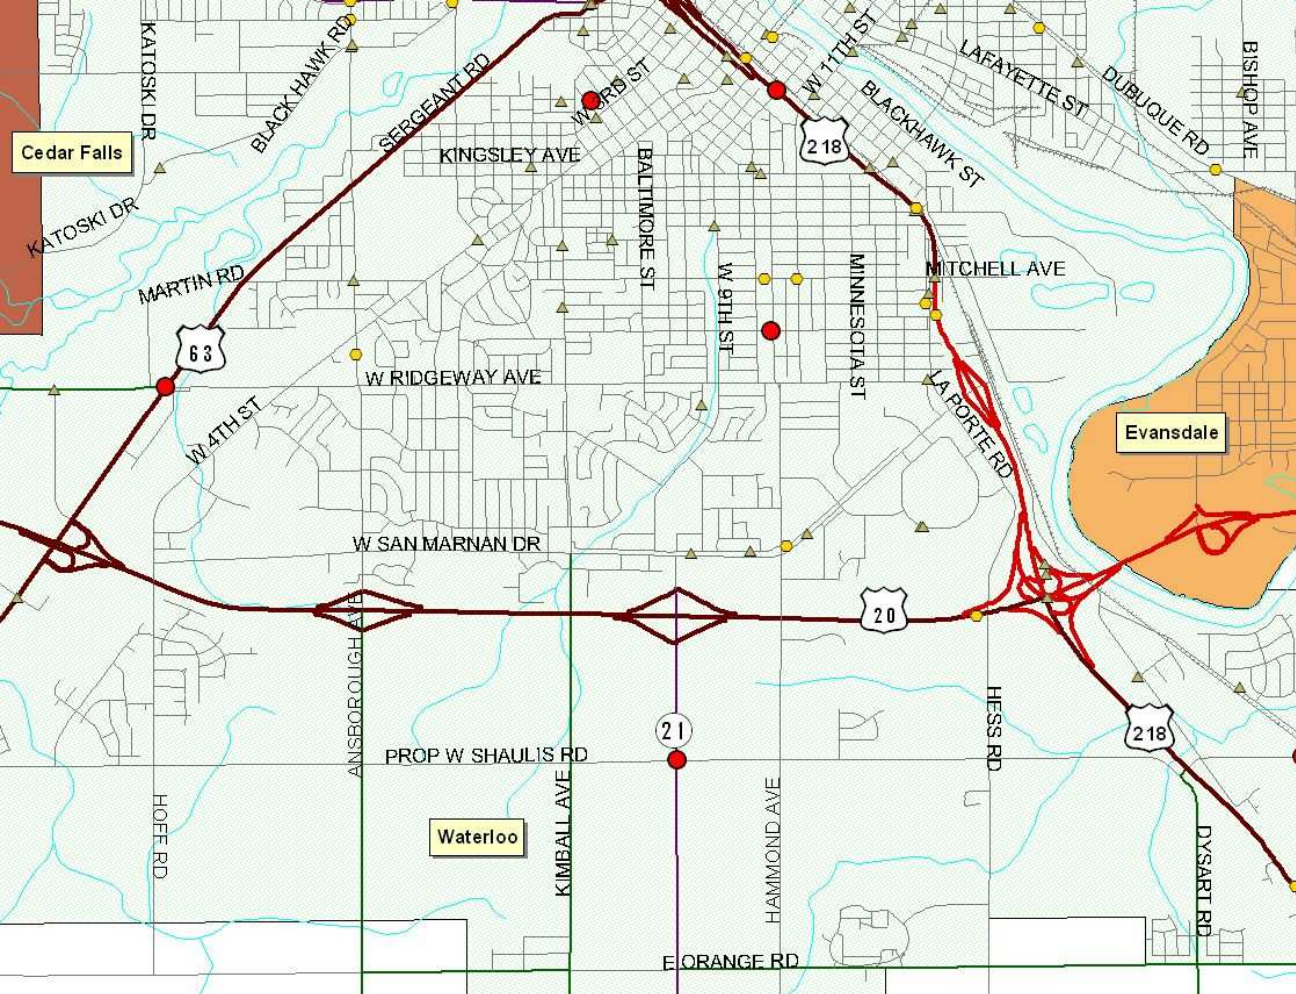 KATOSKI DR
BLACK HAWK RD
SERGEANT RD
W 3RD ST
W 11TH ST
LAFAYETTE ST
DUBUQUE RD
BISHOP AVE
BLACKHAWK ST
Cedar Falls
KINGSLEY AVE
218
BALTIMORE ST
KATOSKI DR
MARTIN RD
W 9TH ST
MINNESOTA ST
MITCHELL AVE
63
W RIDGEWAY AVE
W 4TH ST
LA PORTE RD
Evansdale
W SAN MARNAN DR
20
ANSBOROUGH AVE
21
HESS RD
218
PROP W SHAULIS RD
HOFF RD
Waterloo
KIMBALL AVE
HAMMOND AVE
DYSART RD
E ORANGE RD